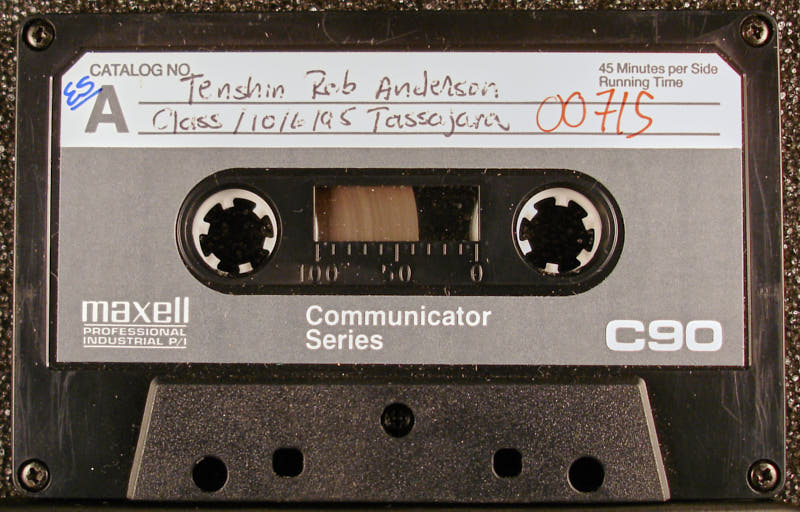 CATALOG NO. Tenshin Reb Anderson
45 Minutes per Side
Running Time
ES
A
Class/10/6/95 Tassajara 00715
100 50 0
maxell
PROFESSIONAL
INDUSTRIAL P/I
Communicator
Series
C90